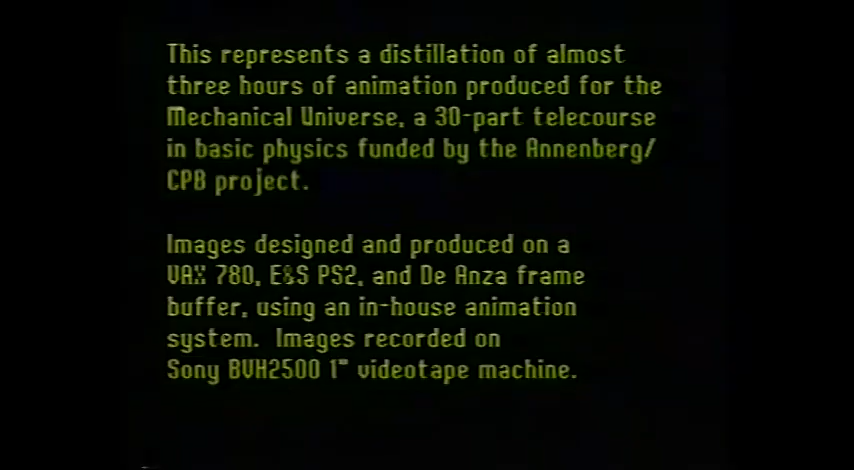 This represents a distillation of almost
three hours of animation produced for the
Mechanical Universe, a 30-part telecourse
in basic physics funded by the Annenberg/
CPB project.
Images designed and produced on a
VAX 780, E&S PS2, and De Anza frame
buffer, using an in-house animation
system. Images recorded on
Sony BVH2500 1" videotape machine.